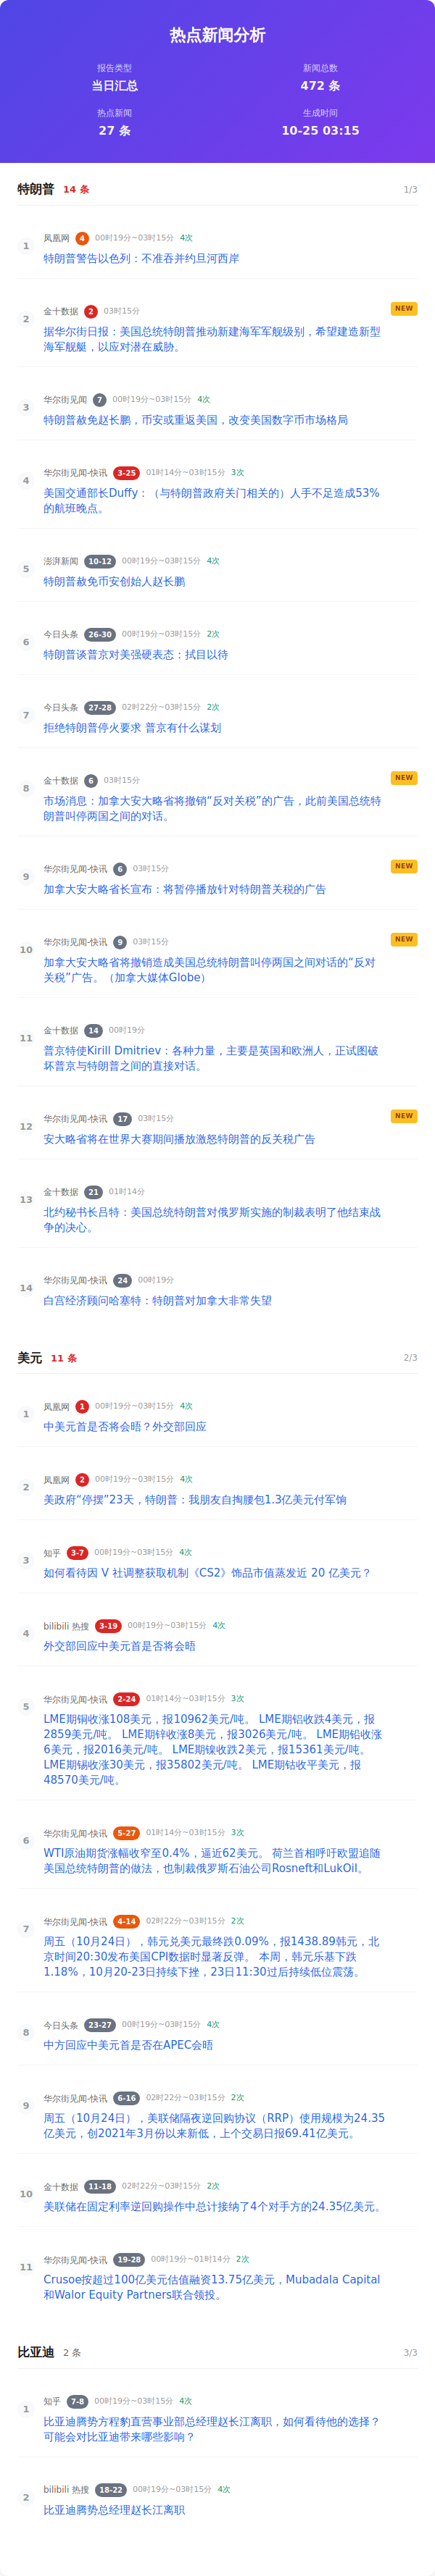 热点新闻分析
报告类型
当日汇总
新闻总数
472 条
热点新闻
27 条
生成时间
10-25 03:15
特朗普 14 条 1/3
1
凤凰网 4 00时19分~03时15分 4次
特朗普警告以色列：不准吞并约旦河西岸
2
金十数据 2 03时15分 NEW
据华尔街日报：美国总统特朗普推动新建海军军舰级别，希望建造新型
海军舰艇，以应对潜在威胁。
3
华尔街见闻 7 00时19分~03时15分 4次
特朗普赦免赵长鹏，币安或重返美国，改变美国数字币市场格局
4
华尔街见闻-快讯 3-25 01时14分~03时15分 3次
美国交通部长Duffy：（与特朗普政府关门相关的）人手不足造成53%
的航班晚点。
5
澎湃新闻 10-12 00时19分~03时15分 4次
特朗普赦免币安创始人赵长鹏
6
今日头条 26-30 00时19分~03时15分 2次
特朗普谈普京对美强硬表态：拭目以待
7
今日头条 27-28 02时22分~03时15分 2次
拒绝特朗普停火要求 普京有什么谋划
8
金十数据 6 03时15分 NEW
市场消息：加拿大安大略省将撤销“反对关税”的广告，此前美国总统特
朗普叫停两国之间的对话。
9
华尔街见闻-快讯 6 03时15分 NEW
加拿大安大略省长宣布：将暂停播放针对特朗普关税的广告
10
华尔街见闻-快讯 9 03时15分 NEW
加拿大安大略省将撤销造成美国总统特朗普叫停两国之间对话的“反对
关税”广告。（加拿大媒体Globe）
11
金十数据 14 00时19分
普京特使Kirill Dmitriev：各种力量，主要是英国和欧洲人，正试图破
坏普京与特朗普之间的直接对话。
12
华尔街见闻-快讯 17 03时15分 NEW
安大略省将在世界大赛期间播放激怒特朗普的反关税广告
13
金十数据 21 01时14分
北约秘书长吕特：美国总统特朗普对俄罗斯实施的制裁表明了他结束战
争的决心。
14
华尔街见闻-快讯 24 00时19分
白宫经济顾问哈塞特：特朗普对加拿大非常失望
美元 11 条 2/3
1
凤凰网 1 00时19分~03时15分 4次
中美元首是否将会晤？外交部回应
2
凤凰网 2 00时19分~03时15分 4次
美政府“停摆”23天，特朗普：我朋友自掏腰包1.3亿美元付军饷
3
知乎 3-7 00时19分~03时15分 4次
如何看待因 V 社调整获取机制《CS2》饰品市值蒸发近 20 亿美元？
4
bilibili 热搜 3-19 00时19分~03时15分 4次
外交部回应中美元首是否将会晤
5
华尔街见闻-快讯 2-24 01时14分~03时15分 3次
LME期铜收涨108美元，报10962美元/吨。 LME期铝收跌4美元，报
2859美元/吨。 LME期锌收涨8美元，报3026美元/吨。 LME期铅收涨
6美元，报2016美元/吨。 LME期镍收跌2美元，报15361美元/吨。
LME期锡收涨30美元，报35802美元/吨。 LME期钴收平美元，报
48570美元/吨。
6
华尔街见闻-快讯 5-27 01时14分~03时15分 3次
WTI原油期货涨幅收窄至0.4%，逼近62美元。 荷兰首相呼吁欧盟追随
美国总统特朗普的做法，也制裁俄罗斯石油公司Rosneft和LukOil。
7
华尔街见闻-快讯 4-14 02时22分~03时15分 2次
周五（10月24日），韩元兑美元最终跌0.09%，报1438.89韩元，北
京时间20:30发布美国CPI数据时显著反弹。 本周，韩元乐基下跌
1.18%，10月20-23日持续下挫，23日11:30过后持续低位震荡。
8
今日头条 23-27 00时19分~03时15分 4次
中方回应中美元首是否在APEC会晤
9
华尔街见闻-快讯 6-16 02时22分~03时15分 2次
周五（10月24日），美联储隔夜逆回购协议（RRP）使用规模为24.35
亿美元，创2021年3月份以来新低，上个交易日报69.41亿美元。
10
金十数据 11-18 02时22分~03时15分 2次
美联储在固定利率逆回购操作中总计接纳了4个对手方的24.35亿美元。
11
华尔街见闻-快讯 19-28 00时19分~01时14分 2次
Crusoe按超过100亿美元估值融资13.75亿美元，Mubadala Capital
和Walor Equity Partners联合领投。
比亚迪 2 条 3/3
1
知乎 7-8 00时19分~03时15分 4次
比亚迪腾势方程豹直营事业部总经理赵长江离职，如何看待他的选择？
可能会对比亚迪带来哪些影响？
2
bilibili 热搜 18-22 00时19分~03时15分 4次
比亚迪腾势总经理赵长江离职